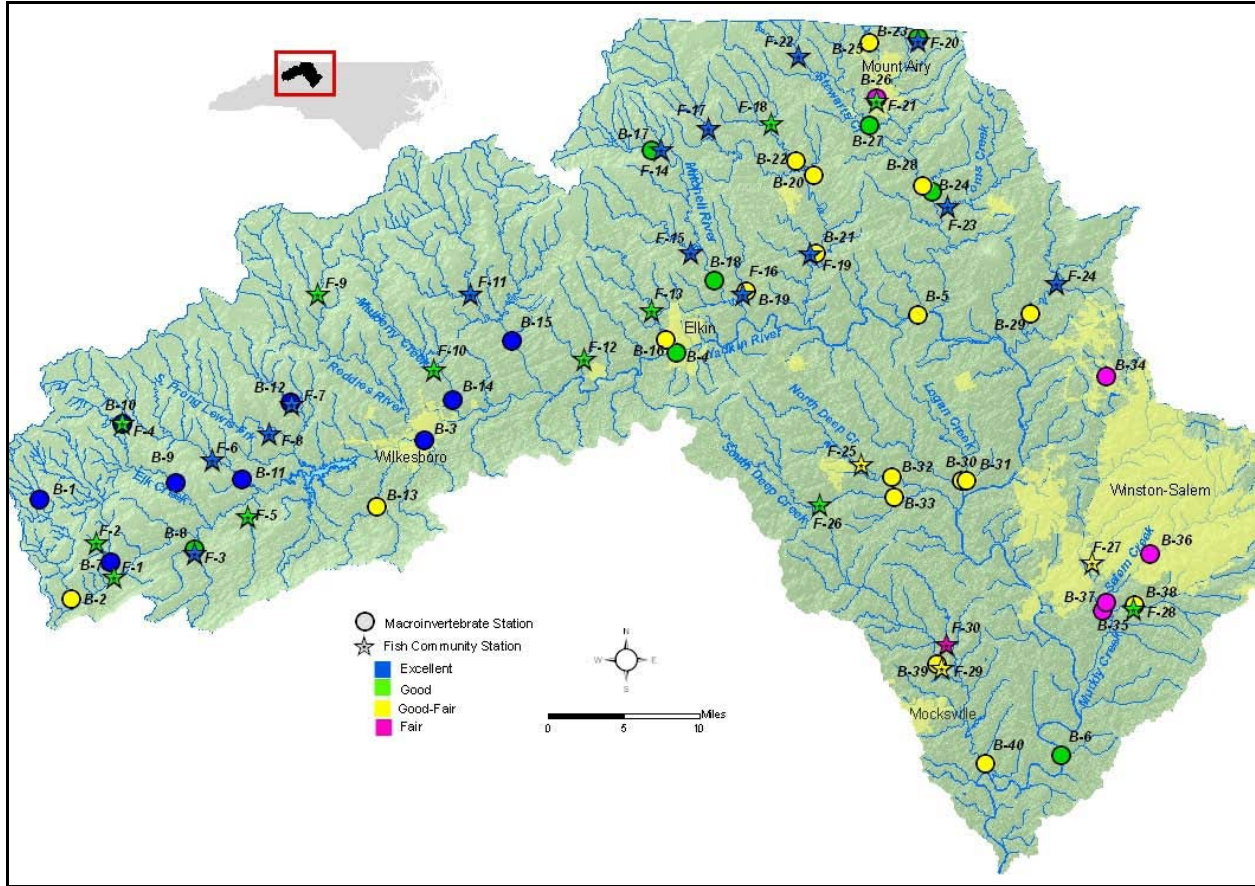 B-23
F-22
F-20
B-25
Mount Airy
B-26
Stewarts C
F-21
F-17
F-18
B-17
B-27
F-14
B-22
B-28
B-20
B-24
oms Creek
Mitchell River
F-23
F-15
B-21
F-19
B-18
F-16
F-24
F-9
F-11
B-19
F-13
B-5
B-29
Mulberry Creek
B-15
Elkin
Yadkin River
B-16
B-4
F-12
B-34
F-10
Reddies River
B-14
B-12
F-7
North Deep C
Logan Creek
B-10
S. Prong Lewis Frk
F-4
F-8
B-3
Wilkesboro
South Deep Creek
F-25
B-32
B-30
B-31
F-6
B-9
B-11
Elk Creek
B-1
B-33
Winston-Salem
B-13
F-26
F-5
F-2
B-8
F-3
B-7
F-1
B-2
F-27
Salem Creek
B-36
B-37
B-38
B-35
F-28
Macroinvertebrate Station
Fish Community Station
Excellent
Good
Good-Fair
Fair
N
W E
S
Miles
0 5 10
F-30
B-39
F-29
Muddy Creek
Mocksville
B-6
B-40